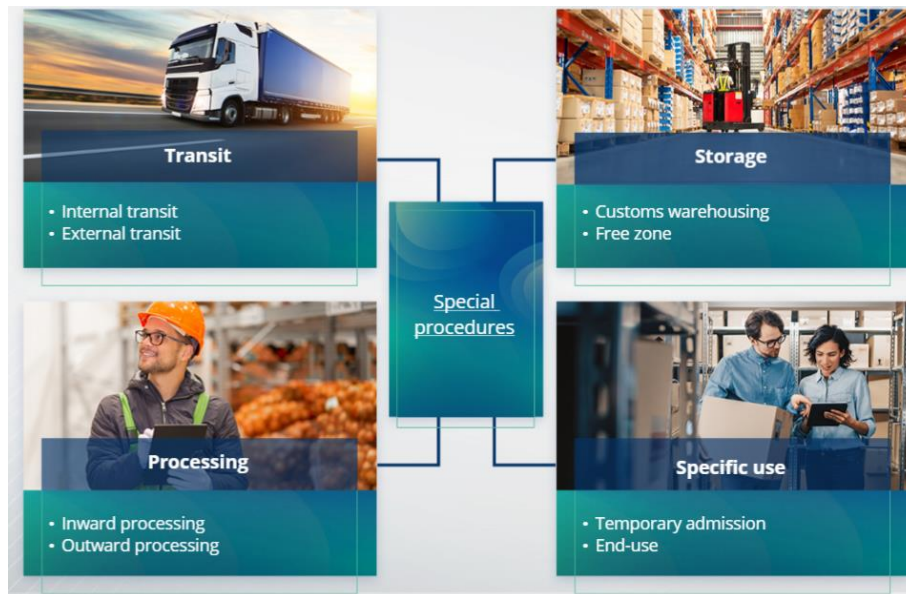 Transit
• Internal transit
• External transit
Storage
• Customs warehousing
• Free zone
Special
procedures
Processing
• Inward processing
• Outward processing
Specific use
• Temporary admission
• End-use